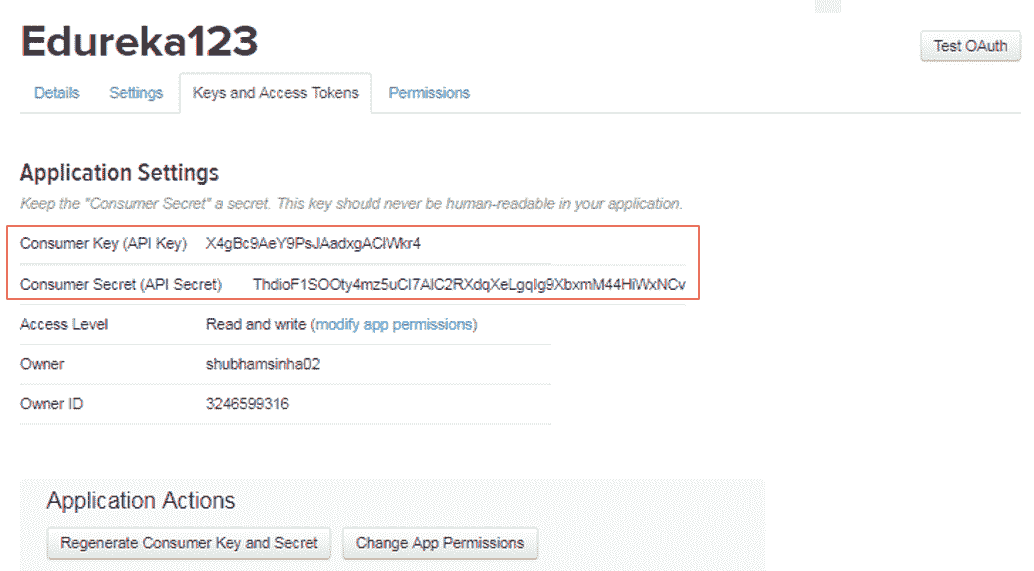 Edureka123
Test OAuth
Details Settings Keys and Access Tokens Permissions
Application Settings
Keep the "Consumer Secret" a secret. This key should never be human-readable in your application.
Consumer Key (API Key)
Consumer Secret (API Secret)
Access Level Read and write (modify app permissions)
Owner shubhamsinha02
Owner ID 3246599316
Application Actions
Regenerate Consumer Key and Secret Change App Permissions